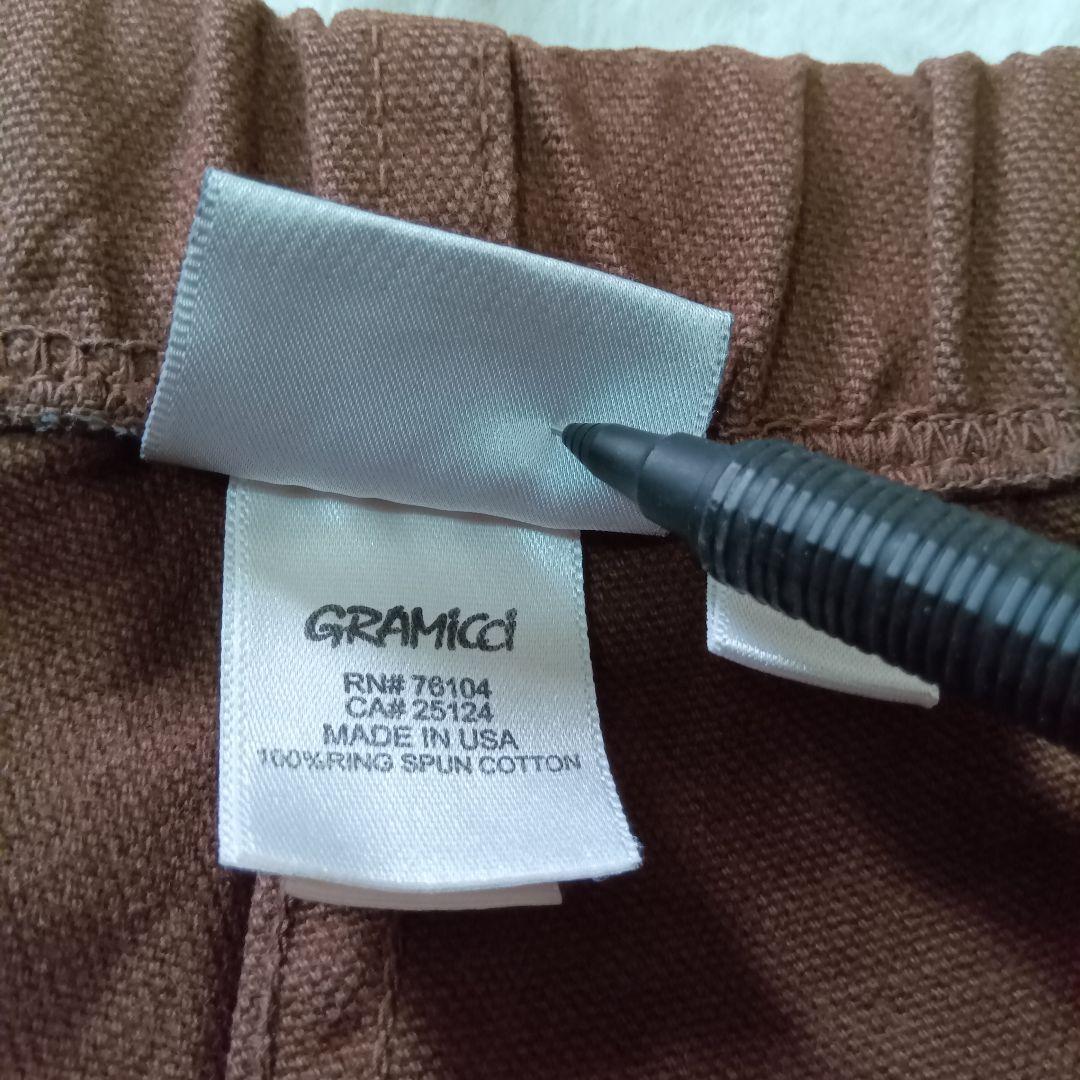 GRAMiCCi
RN# 76104
CA# 25124
MADE IN USA
100%RING SPUN COTTON